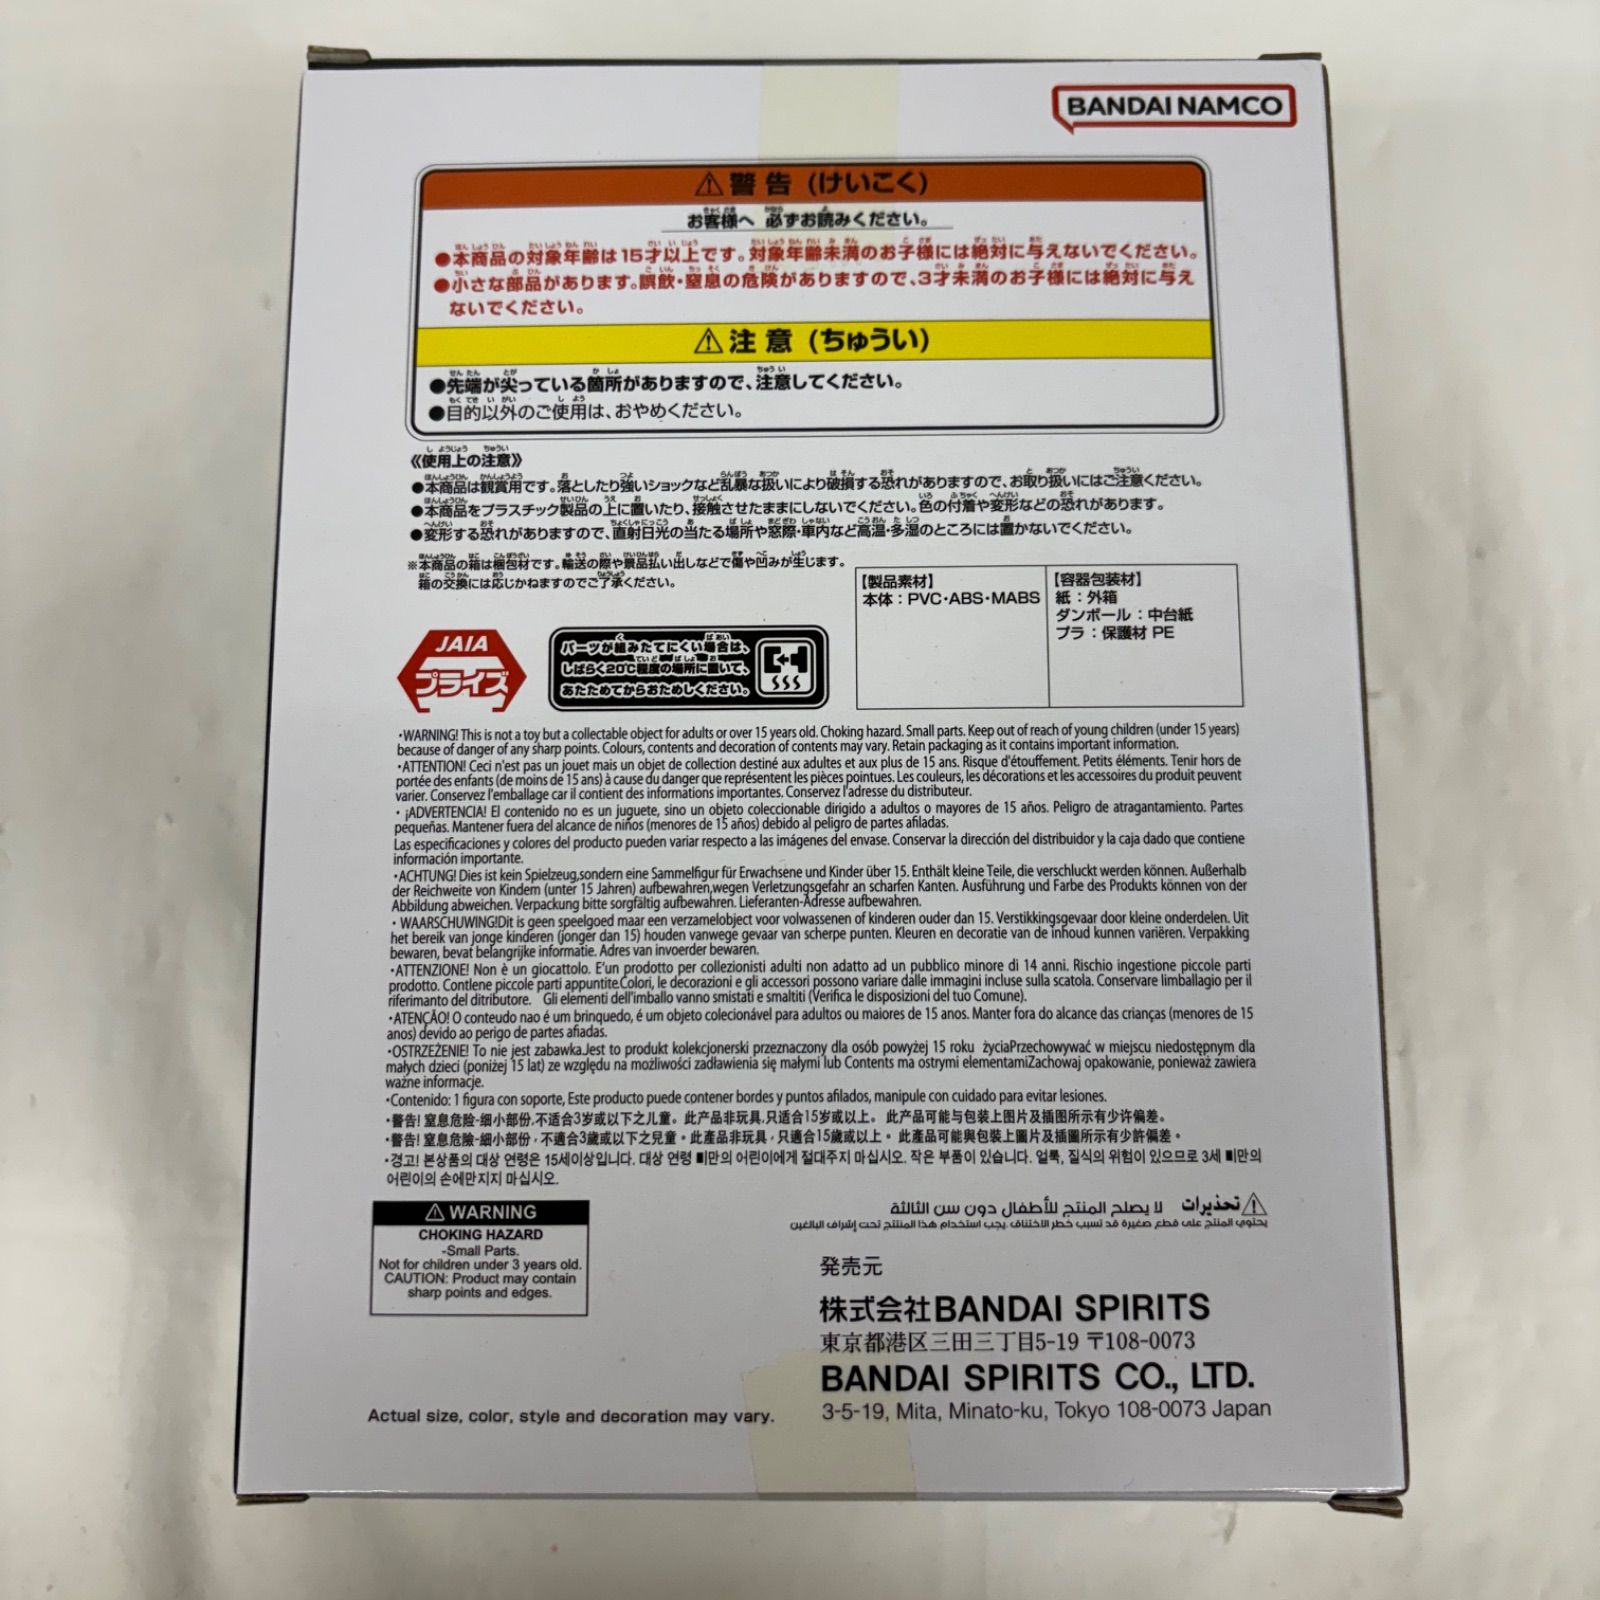 BANDAI NAMCO
⚠警告 (けいこく)
お客様へ 必ずお読みください。
●本商品の対象年齢は15才以上です。対象年齢未満のお子様には絶対に与えないでください。
●小さな部品があります。誤飲・窒息の危険がありますので、3才未満のお子様には絶対に与え
ないでください。
⚠注意 (ちゅうい)
●先端が尖っている箇所がありますので、注意してください。
●目的以外のご使用は、おやめください。
《使用上の注意》
●本商品は観賞用です。落としたり強いショックなど乱暴な扱いにより破損する恐れがありますので、お取り扱いにはご注意ください。
●本商品をプラスチック製品の上に置いたり、接触させたままにしないでください。色の付着や変形などの恐れがあります。
●変形する恐れがありますので、直射日光の当たる場所や窓際・車内など高温・多湿のところには置かないでください。
※本商品の箱は梱包材です。輸送の際や景品払い出しなどで傷や凹みが生じます。
箱の交換には応じかねますのでご了承ください。
【製品素材】
本体：PVC・ABS・MABS
【容器包装材】
紙：外箱
ダンボール：中台紙
プラ：保護材 PE
JAIA
プライズ
パーツが組みたてにくい場合は、
しばらく20℃程度の場所に置いて、
あたためてからおためしください。
・WARNING! This is not a toy but a collectable object for adults or over 15 years old. Choking hazard. Small parts. Keep out of reach of young children (under 15 years)
because of danger of any sharp points. Colours, contents and decoration of contents may vary. Retain packaging as it contains important information.
・ATTENTION! Ceci n'est pas un jouet mais un objet de collection destiné aux adultes et aux plus de 15 ans. Risque d'étouffement. Petits éléments. Tenir hors de
portée des enfants (de moins de 15 ans) à cause du danger que représentent les pièces pointues. Les couleurs, les décorations et les accessoires du produit peuvent
varier. Conservez l'emballage car il contient des informations importantes. Conservez l'adresse du distributeur.
・¡ADVERTENCIA! El contenido no es un juguete, sino un objeto coleccionable dirigido a adultos o mayores de 15 años. Peligro de atragantamiento. Partes
pequeñas. Mantener fuera del alcance de niños (menores de 15 años) debido al peligro de partes afiladas.
Las especificaciones y colores del producto pueden variar respecto a las imágenes del envase. Conservar la dirección del distribuidor y la caja dado que contiene
información importante.
・ACHTUNG! Dies ist kein Spielzeug,sondern eine Sammelfigur für Erwachsene und Kinder über 15. Enthält kleine Teile, die verschluckt werden können. Außerhalb
der Reichweite von Kindem (unter 15 Jahren) aufbewahren,wegen Verletzungsgefahr an scharfen Kanten. Ausführung und Farbe des Produkts können von der
Abbildung abweichen. Verpackung bitte sorgfältig aufbewahren. Lieferanten-Adresse aufbewahren.
・WAARSCHUWING!Dit is geen speelgoed maar een verzamelobject voor volwassenen of kinderen ouder dan 15. Verstikkingsgevaar door kleine onderdelen. Uit
het bereik van jonge kinderen (jonger dan 15) houden vanwege gevaar van scherpe punten. Kleuren en decoratie van de inhoud kunnen variëren. Verpakking
bewaren, bevat belangrijke informatie. Adres van invoerder bewaren.
・ATTENZIONE! Non è un giocattolo. E'un prodotto per collezionisti adulti non adatto ad un pubblico minore di 14 anni. Rischio ingestione piccole parti
prodotto. Contlene piccole parti appuntite.Colori, le decorazioni e gli accessori possono variare dalle immagini incluse sulla scatola. Conservare limballagio per il
riferimanto del ditributore. Gli elementi dell'imballo vanno smistati e smaltiti (Verifica le disposizioni del tuo Comune).
・ATENÇÃO! O conteudo nao é um brinquedo, é um objeto colecionável para adultos ou maiores de 15 anos. Manter fora do alcance das crianças (menores de 15
anos) devido ao perigo de partes afiadas.
・OSTRZEŻENIE! To nie jest zabawka.Jest to produkt kolekcjonerski przeznaczony dla osób powyżej 15 roku życiaPrzechowywać w miejscu niedostępnym dla
małych dzieci (poniżej 15 lat) ze względu na możliwości zadławienia się małymi lub Contents ma ostrymi elementamiZachowaj opakowanie, ponieważ zawiera
ważne informacje.
・Contenido: 1 figura con soporte, Este producto puede contener bordes y puntos afilados, manipule con cuidado para evitar lesiones.
・警告! 窒息危险-细小部份,不适合3岁或以下之儿童。此产品非玩具,只适合15岁或以上。 此产品可能与包装上图片及插图所示有少许偏差。
・警告! 窒息危險-細小部份，不適合3歲或以下之兒童。此產品非玩具，只適合15歲或以上。 此產品可能與包裝上圖片及插圖所示有少許偏差。
・경고! 본상품의 대상 연령은 15세이상입니다. 대상 연령 미만의 어린이에게 절대주지 마십시오. 작은 부품이 있습니다. 얼룩, 질식의 위험이 있으므로 3세 미만의
어린이의 손에만지지 마십시오.
⚠تحذيرات لا يصلح المنتج للأطفال دون سن الثالثة
يحتوي المنتج على قطع صغيرة قد تسبب خطر الاختناق. يجب استخدام هذا المنتج تحت إشراف البالغين
⚠ WARNING
CHOKING HAZARD
-Small Parts.
Not for children under 3 years old.
CAUTION: Product may contain
sharp points and edges.
発売元
株式会社BANDAI SPIRITS
東京都港区三田三丁目5-19 〒108-0073
BANDAI SPIRITS CO., LTD.
3-5-19, Mita, Minato-ku, Tokyo 108-0073 Japan
Actual size, color, style and decoration may vary.